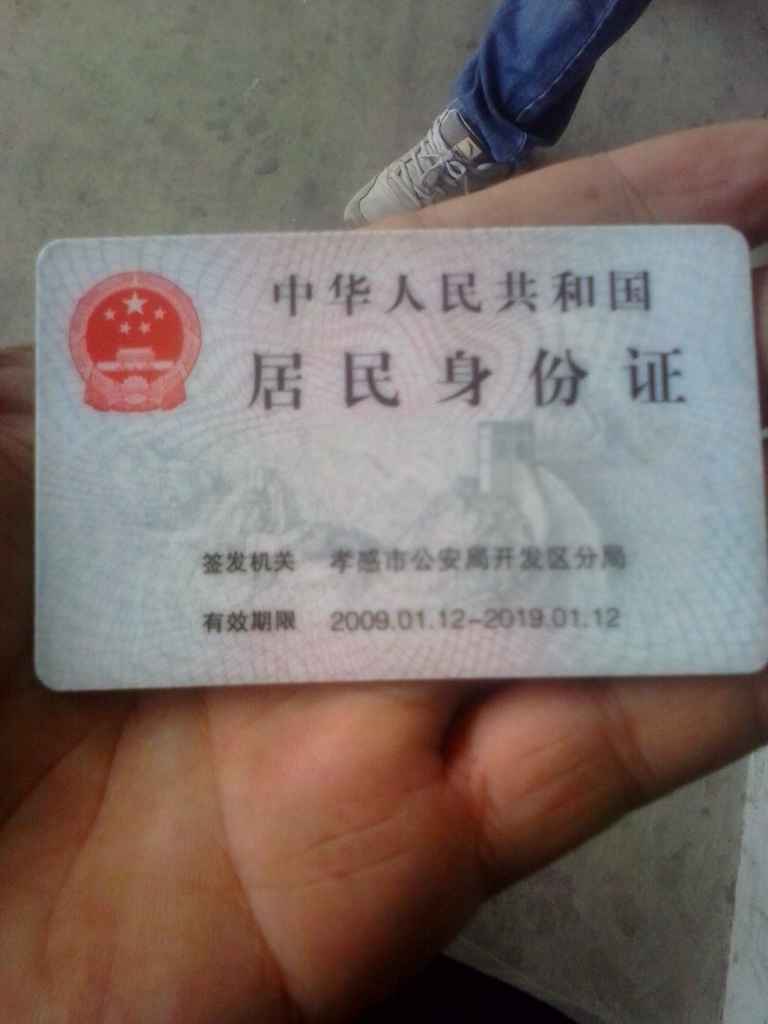 中华人民共和国
居民身份证
签发机关 孝感市公安局开发区分局
有效期限 2009.01.12-2019.01.12